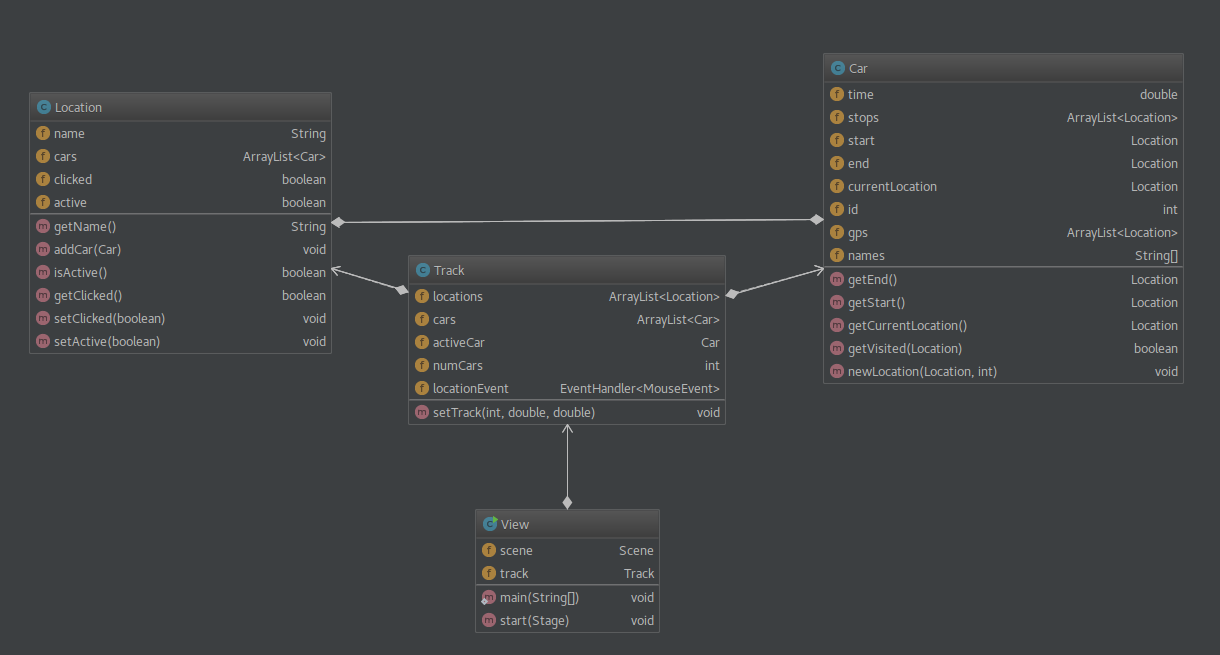 Location
name String
cars ArrayList<Car>
clicked boolean
active boolean
getName() String
addCar(Car) void
isActive() boolean
getClicked() boolean
setClicked(boolean) void
setActive(boolean) void
Car
time double
stops ArrayList<Location>
start Location
end Location
currentLocation Location
id int
gps ArrayList<Location>
names String[]
getEnd() Location
getStart() Location
getCurrentLocation() Location
getVisited(Location) boolean
newLocation(Location, int) void
Track
locations ArrayList<Location>
cars ArrayList<Car>
activeCar Car
numCars int
locationEvent EventHandler<MouseEvent>
setTrack(int, double, double) void
View
scene Scene
track Track
main(String[]) void
start(Stage) void